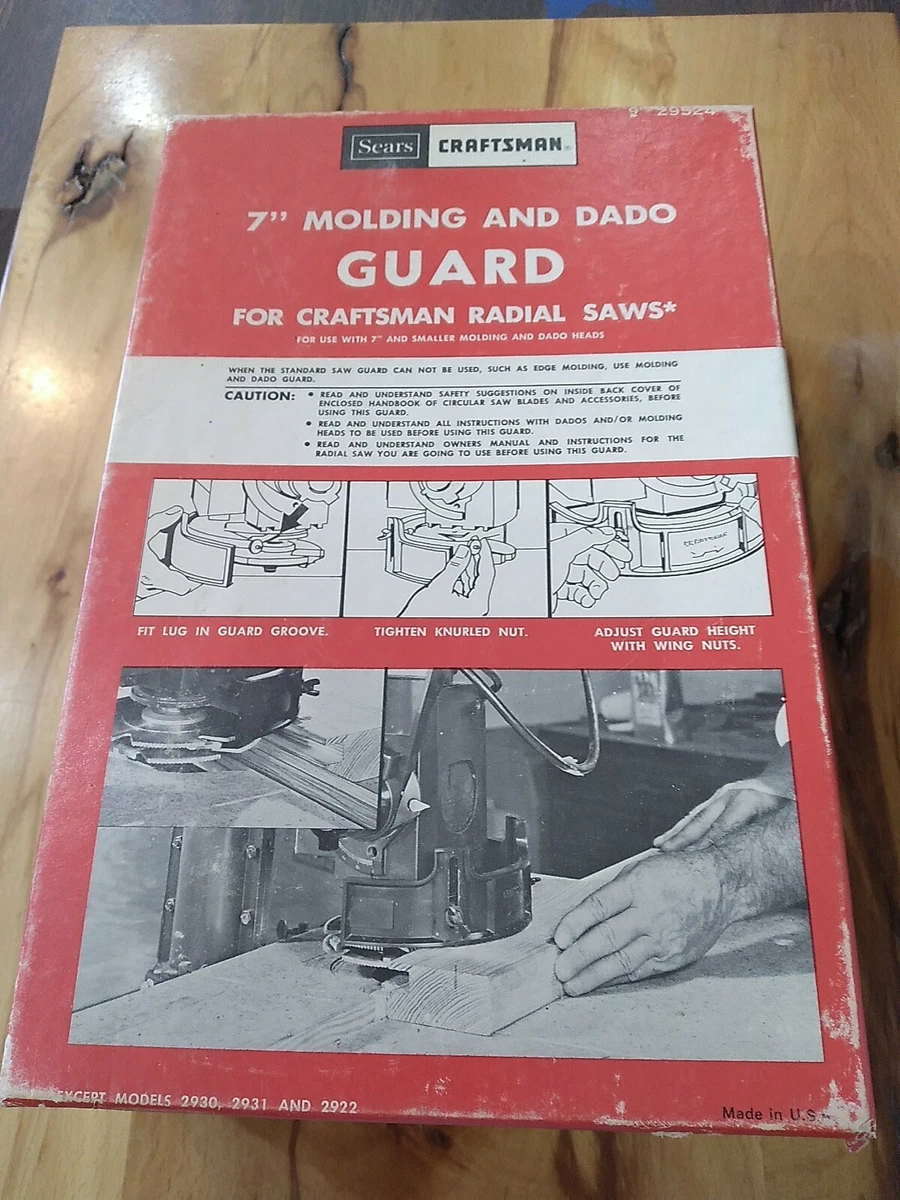 9 29524
Sears CRAFTSMAN®
7" MOLDING AND DADO
GUARD
FOR CRAFTSMAN RADIAL SAWS*
FOR USE WITH 7" AND SMALLER MOLDING AND DADO HEADS
WHEN THE STANDARD SAW GUARD CAN NOT BE USED, SUCH AS EDGE MOLDING, USE MOLDING
AND DADO GUARD.
CAUTION: • READ AND UNDERSTAND SAFETY SUGGESTIONS ON INSIDE BACK COVER OF
ENCLOSED HANDBOOK OF CIRCULAR SAW BLADES AND ACCESSORIES, BEFORE
USING THIS GUARD.
• READ AND UNDERSTAND ALL INSTRUCTIONS WITH DADOS AND/OR MOLDING
HEADS TO BE USED BEFORE USING THIS GUARD.
• READ AND UNDERSTAND OWNERS MANUAL AND INSTRUCTIONS FOR THE
RADIAL SAW YOU ARE GOING TO USE BEFORE USING THIS GUARD.
CRAFTSMAN
FIT LUG IN GUARD GROOVE.
TIGHTEN KNURLED NUT.
ADJUST GUARD HEIGHT
WITH WING NUTS.
EXCEPT MODELS 2930, 2931 AND 2922
Made in U.S.